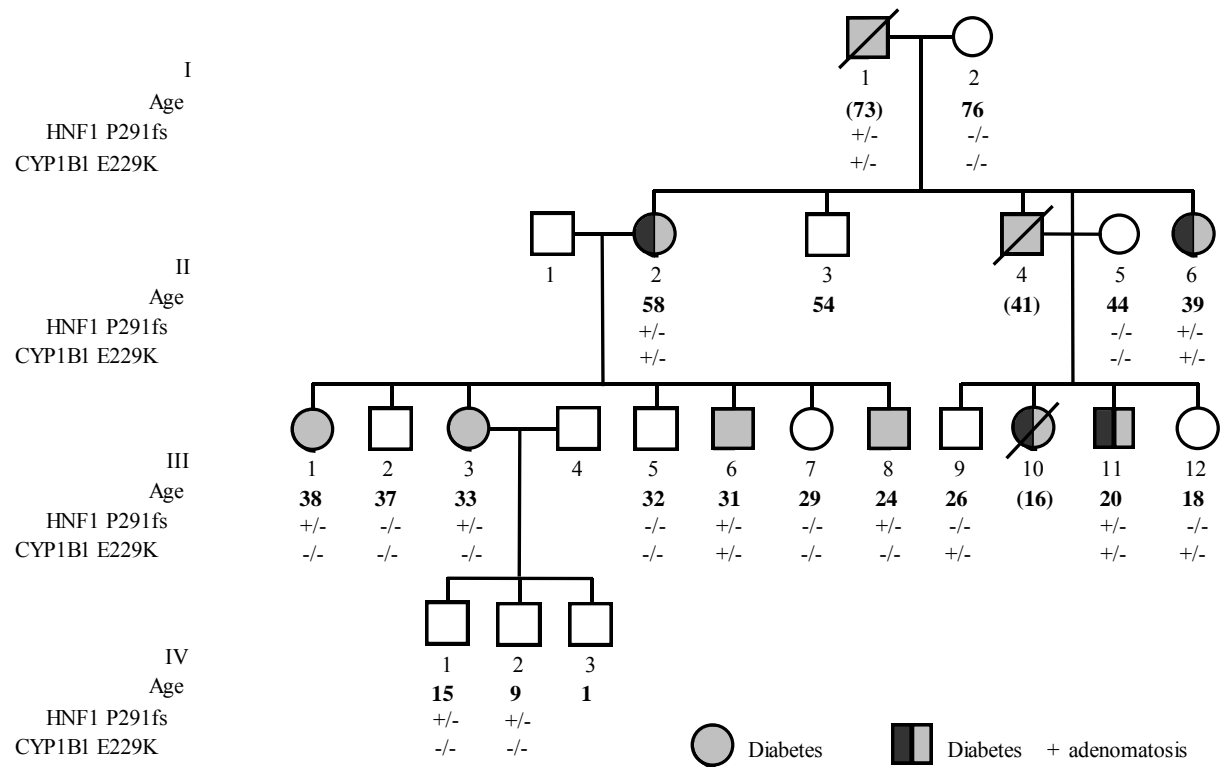 1 2
I
Age (73) 76
HNF1 P291fs +/- -/-
CYP1B1 E229K +/- -/-
1 2 3 4 5 6
II
Age 58 54 (41) 44 39
HNF1 P291fs +/- -/- +/-
CYP1B1 E229K +/- -/- +/-
III
1 2 3 4 5 6 7 8 9 10 11 12
Age 38 37 33 32 31 29 24 26 (16) 20 18
HNF1 P291fs +/- -/- +/- -/- +/- -/- +/- -/- +/- -/-
CYP1B1 E229K -/- -/- -/- -/- +/- -/- -/- +/- +/- +/-
IV
1 2 3
Age 15 9 1
HNF1 P291fs +/- +/-
CYP1B1 E229K -/- -/-
Diabetes Diabetes + adenomatosis